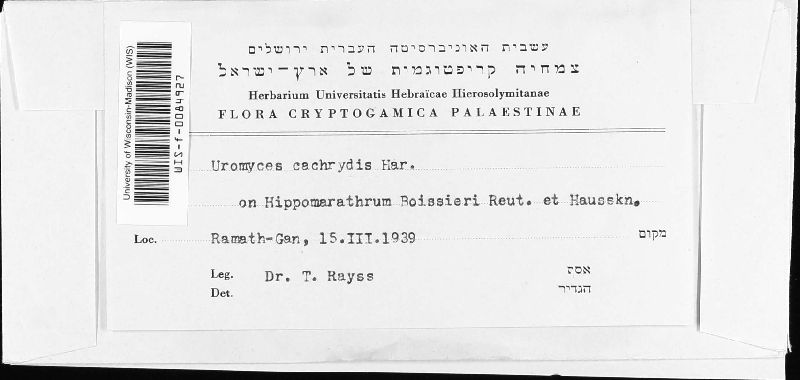 עשבית האוניברסיטה העברית ירושלים
צמחיה קריפטוגמית של ארץ־ישראל
Herbarium Universitatis Hebraïcae Hierosolymitanae
FLORA CRYPTOGAMICA PALAESTINAE
University of Wisconsin-Madison (WIS)
WIS-f-0084927
Uromyces cachrydis Har.
on Hippomarathrum Boissieri Reut. et Hausskn.
Loc. Ramath-Gan, 15.III.1939 מקום
Leg. Dr. T. Rayss אסף
Det. הגדיר